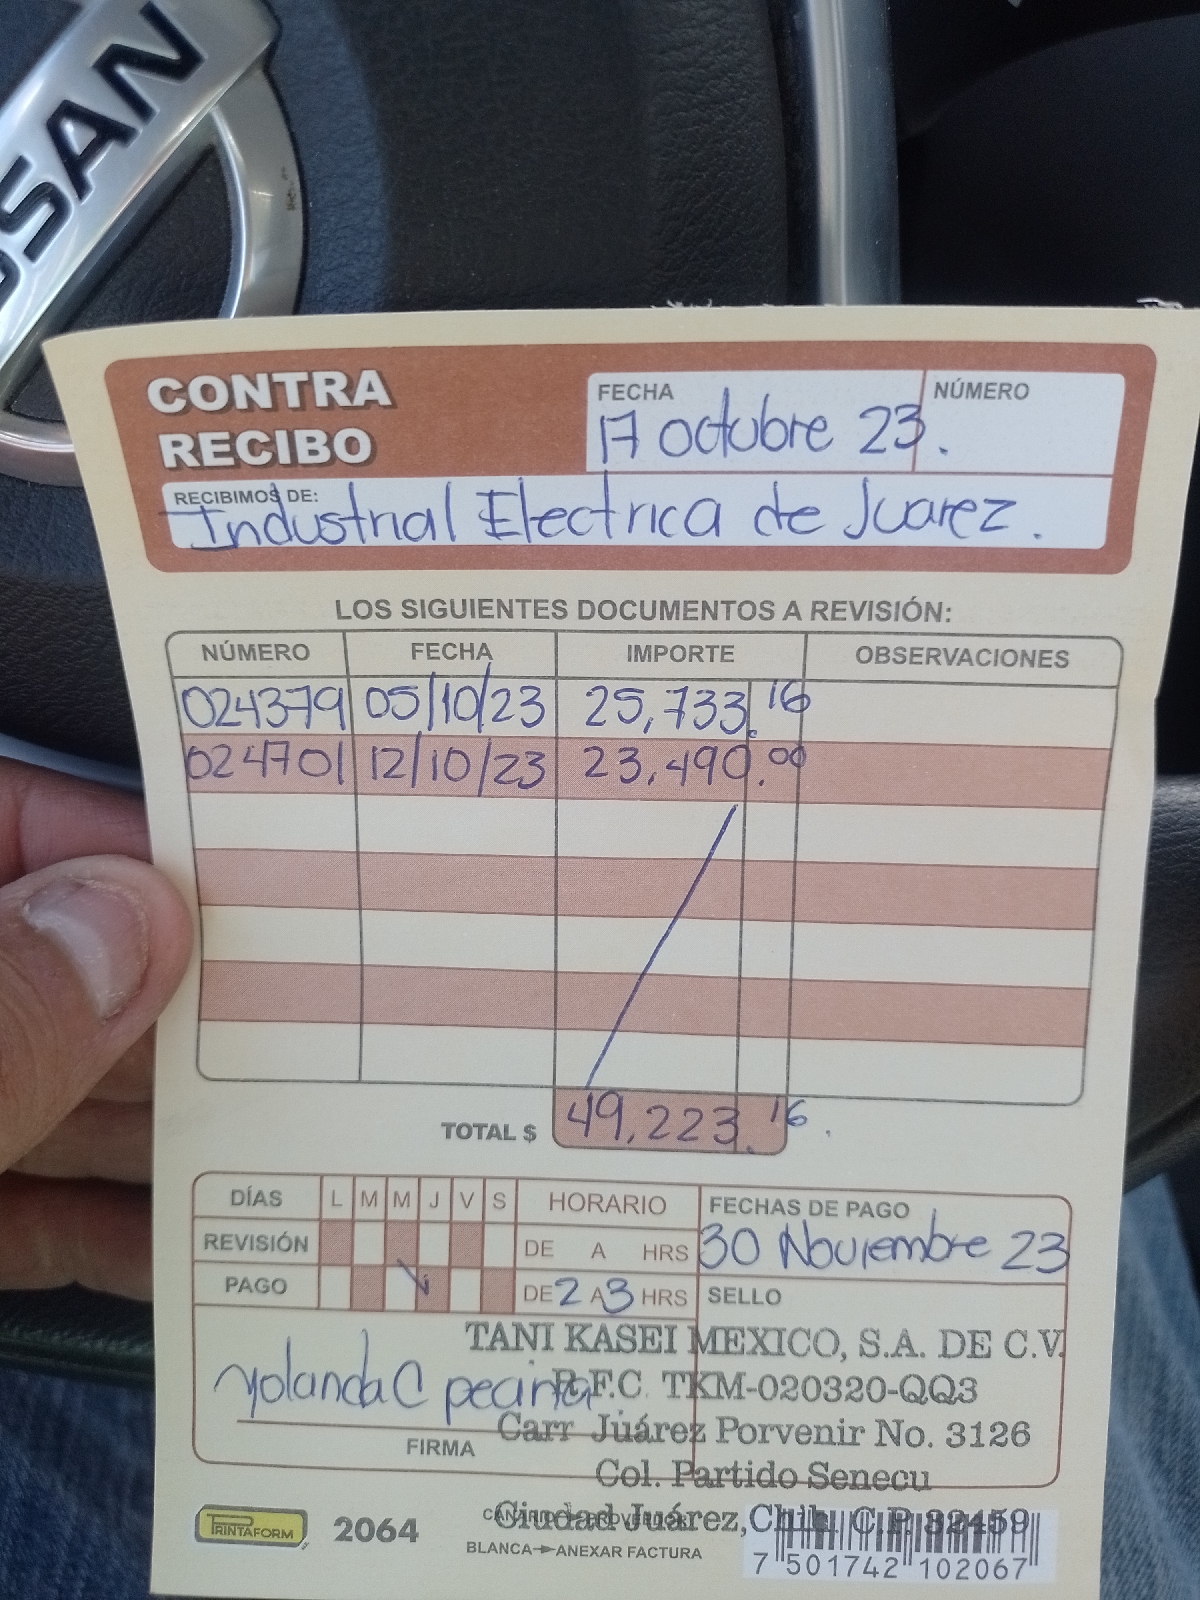 SSAN
CONTRA
RECIBO
FECHA
17 octubre 23.
NÚMERO
RECIBIMOS DE:
Industrial Electrica de Juarez.
LOS SIGUIENTES DOCUMENTOS A REVISIÓN:
NÚMERO FECHA IMPORTE OBSERVACIONES
024379 05/10/23 25,733.16
024701 12/10/23 23,490.00
TOTAL $ 49,223.16.
DÍAS L M M J V S HORARIO FECHAS DE PAGO
REVISIÓN DE A HRS 30 Noviembre 23
PAGO DE 2 A 3 HRS SELLO
TANI KASEI MEXICO, S.A. DE C.V.
Yolanda C
R.F.C. TKM-020320-QQ3
Carr Juárez Porvenir No. 3126
FIRMA
Col. Partido Senecu
Ciudad Juárez, Chih. C.P. 32459
PRINTAFORM 2064
BLANCA➔ANEXAR FACTURA
7 501742 102067